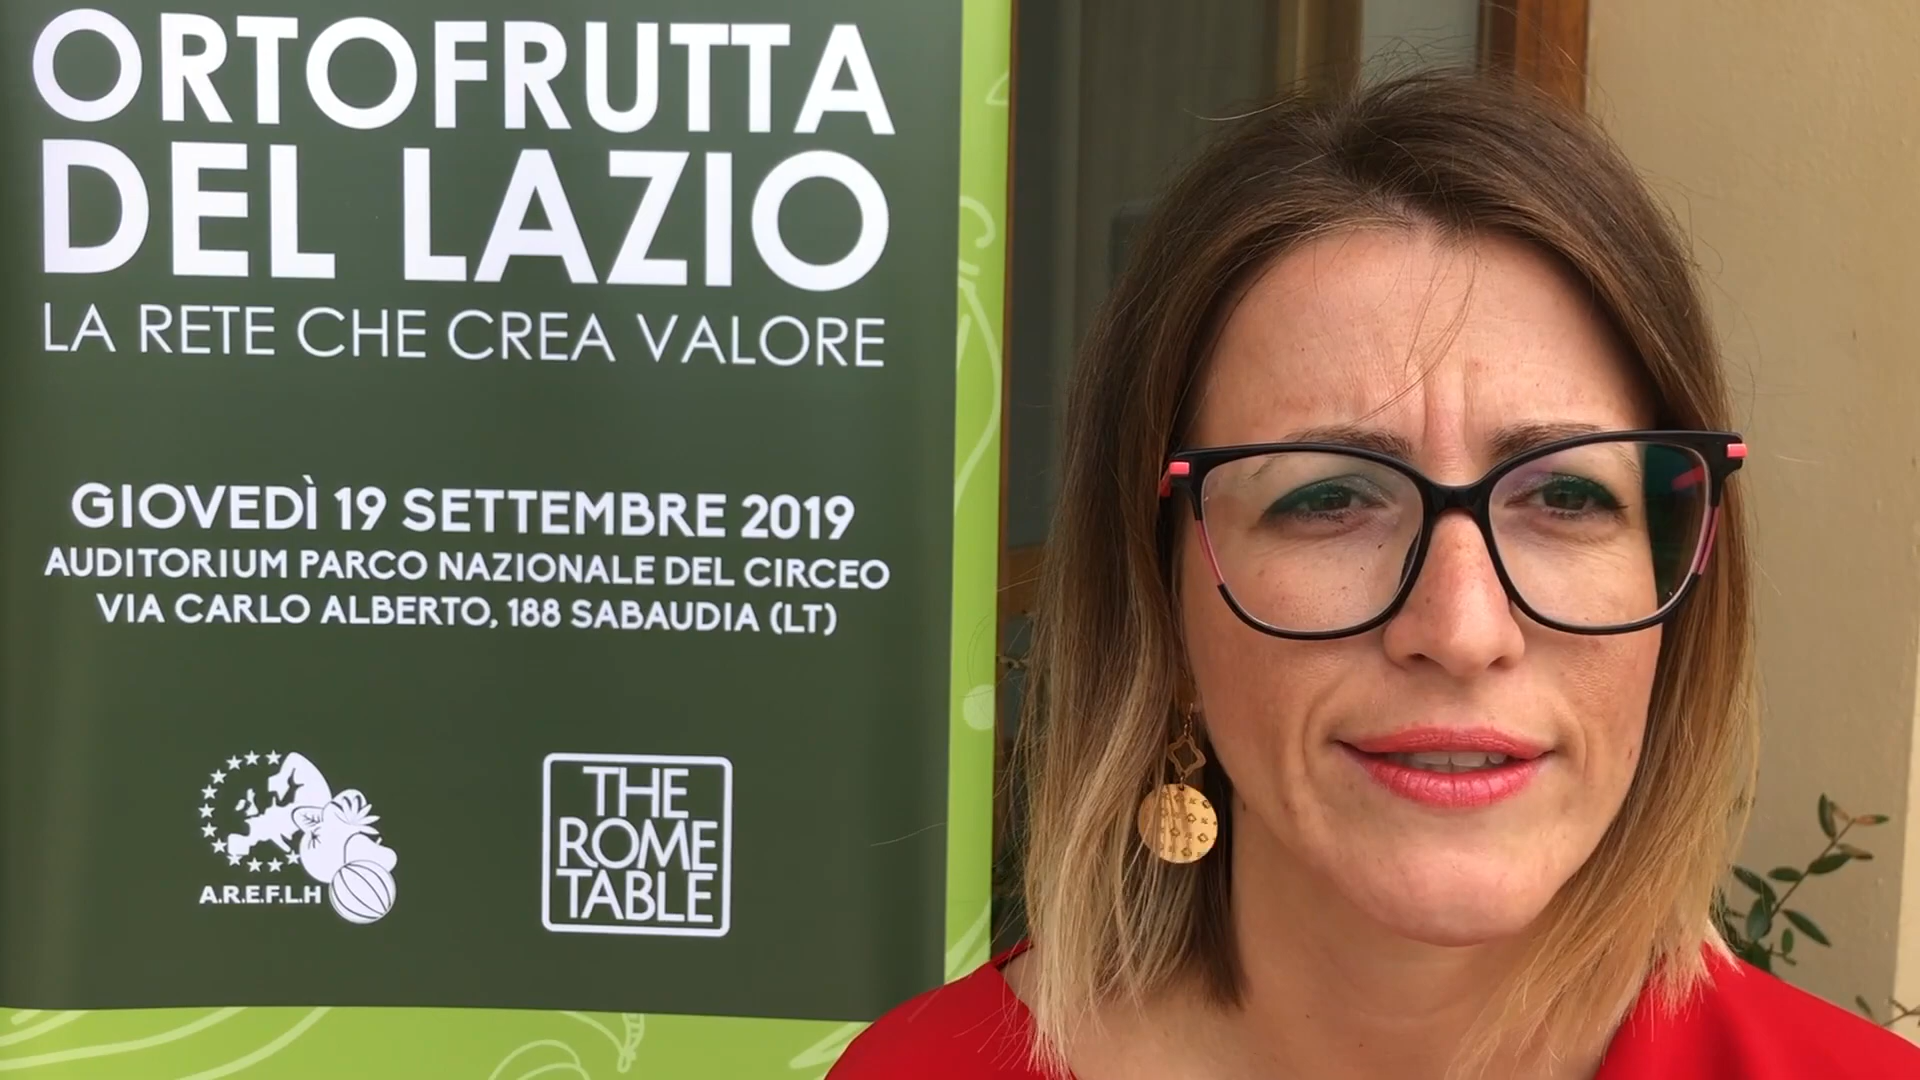 ORTOFRUTTA
DEL LAZIO
LA RETE CHE CREA VALORE
GIOVEDÌ 19 SETTEMBRE 2019
AUDITORIUM PARCO NAZIONALE DEL CIRCEO
VIA CARLO ALBERTO, 188 SABAUDIA (LT)
A.R.E.F.L.H
THE
ROME
TABLE